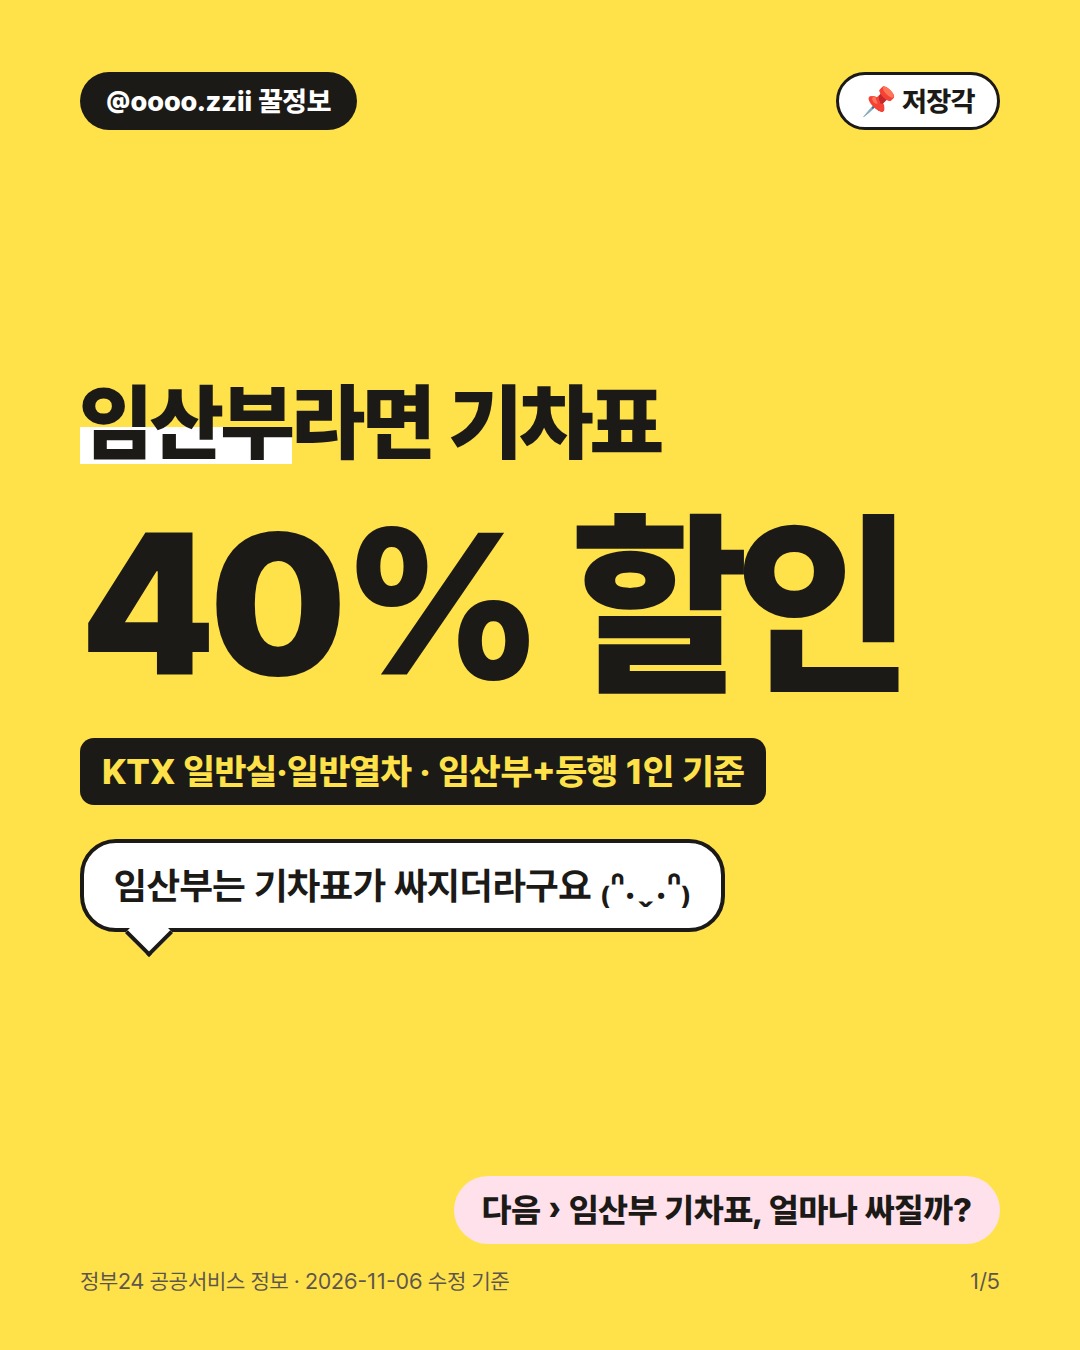 @oooo.zzii 꿀정보
📌 저장각
임산부라면 기차표
40% 할인
KTX 일반실·일반열차 · 임산부+동행 1인 기준
임산부는 기차표가 싸지더라구요 (ᐢ.ˬ.ᐢ)
다음 › 임산부 기차표, 얼마나 싸질까?
정부24 공공서비스 정보 · 2026-11-06 수정 기준
1/5